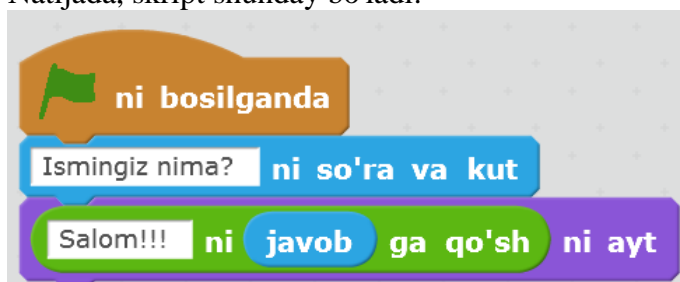 Natijada, skript shunday bo'ladi:
ni bosilganda
Ismingiz nima? ni so'ra va kut
Salom!!! ni javob ga qo'sh ni ayt